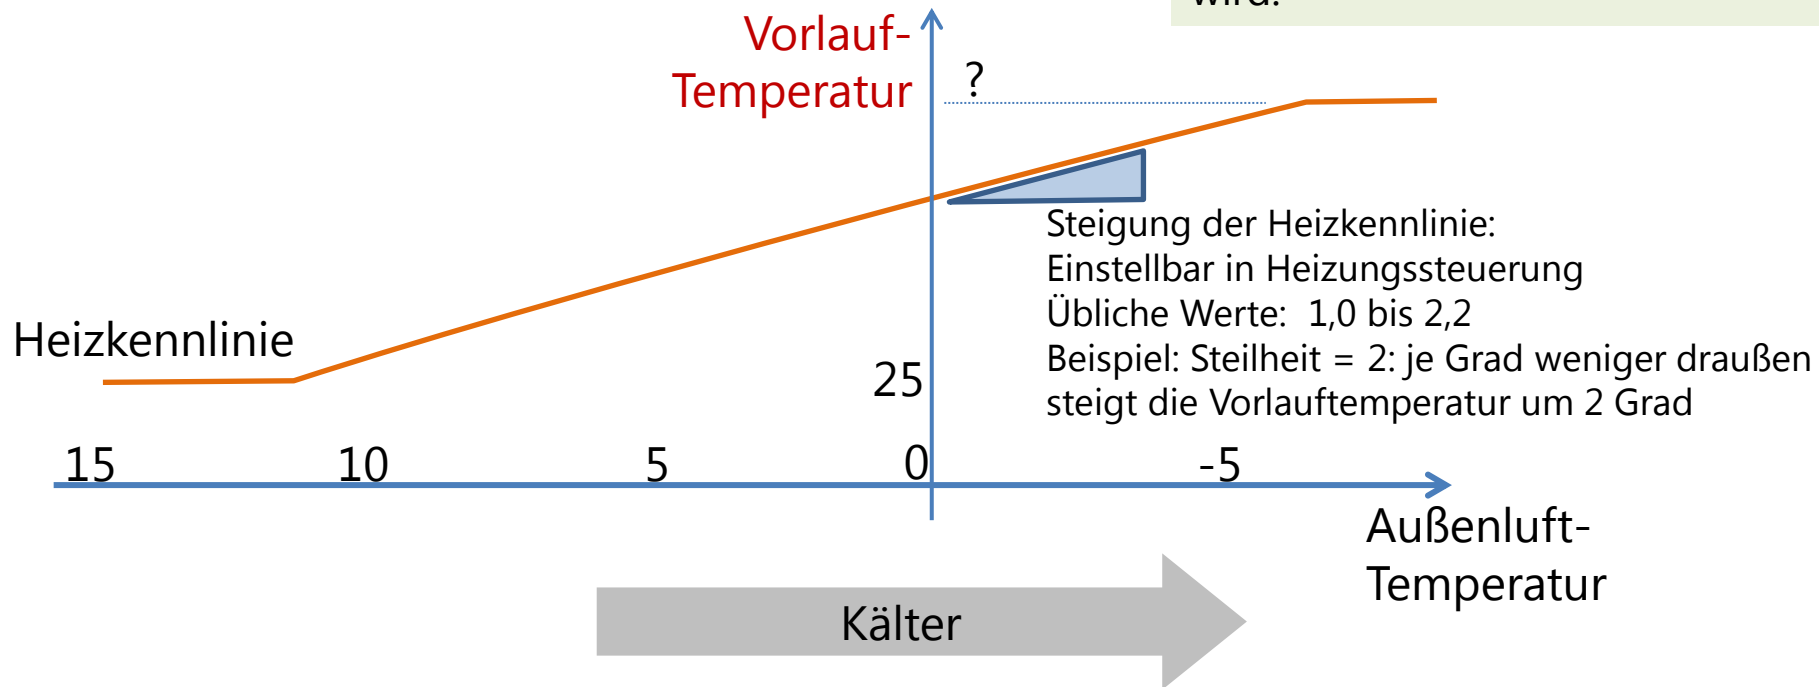 wird.
Vorlauf-
Temperatur
?
Steigung der Heizkennlinie:
Einstellbar in Heizungssteuerung
Übliche Werte:  1,0 bis 2,2
Beispiel: Steilheit = 2: je Grad weniger draußen
steigt die Vorlauftemperatur um 2 Grad
Heizkennlinie
25
15 10 5 0 -5
Außenluft-
Temperatur
Kälter